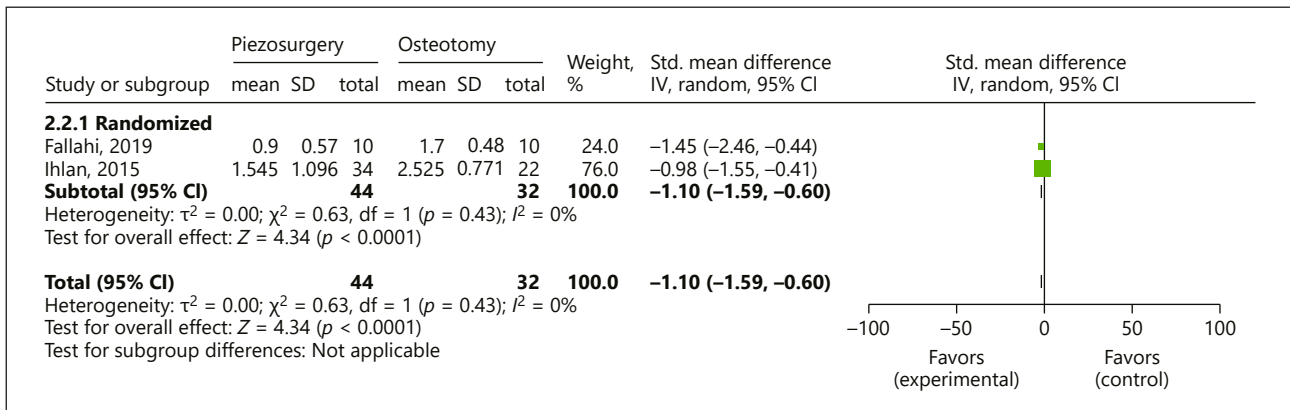 Piezosurgery Osteotomy Weight, Std. mean difference Std. mean difference
Study or subgroup mean SD total mean SD total % IV, random, 95% CI IV, random, 95% CI
2.2.1 Randomized
Fallahi, 2019 0.9 0.57 10 1.7 0.48 10 24.0 –1.45 (–2.46, –0.44)
Ihlan, 2015 1.545 1.096 34 2.525 0.771 22 76.0 –0.98 (–1.55, –0.41)
Subtotal (95% CI) 44 32 100.0 –1.10 (–1.59, –0.60)
Heterogeneity: τ² = 0.00; χ² = 0.63, df = 1 (p = 0.43); I² = 0%
Test for overall effect: Z = 4.34 (p < 0.0001)
Total (95% CI) 44 32 100.0 –1.10 (–1.59, –0.60)
Heterogeneity: τ² = 0.00; χ² = 0.63, df = 1 (p = 0.43); I² = 0%
Test for overall effect: Z = 4.34 (p < 0.0001)
Test for subgroup differences: Not applicable
–100 –50 0 50 100
Favors Favors
(experimental) (control)